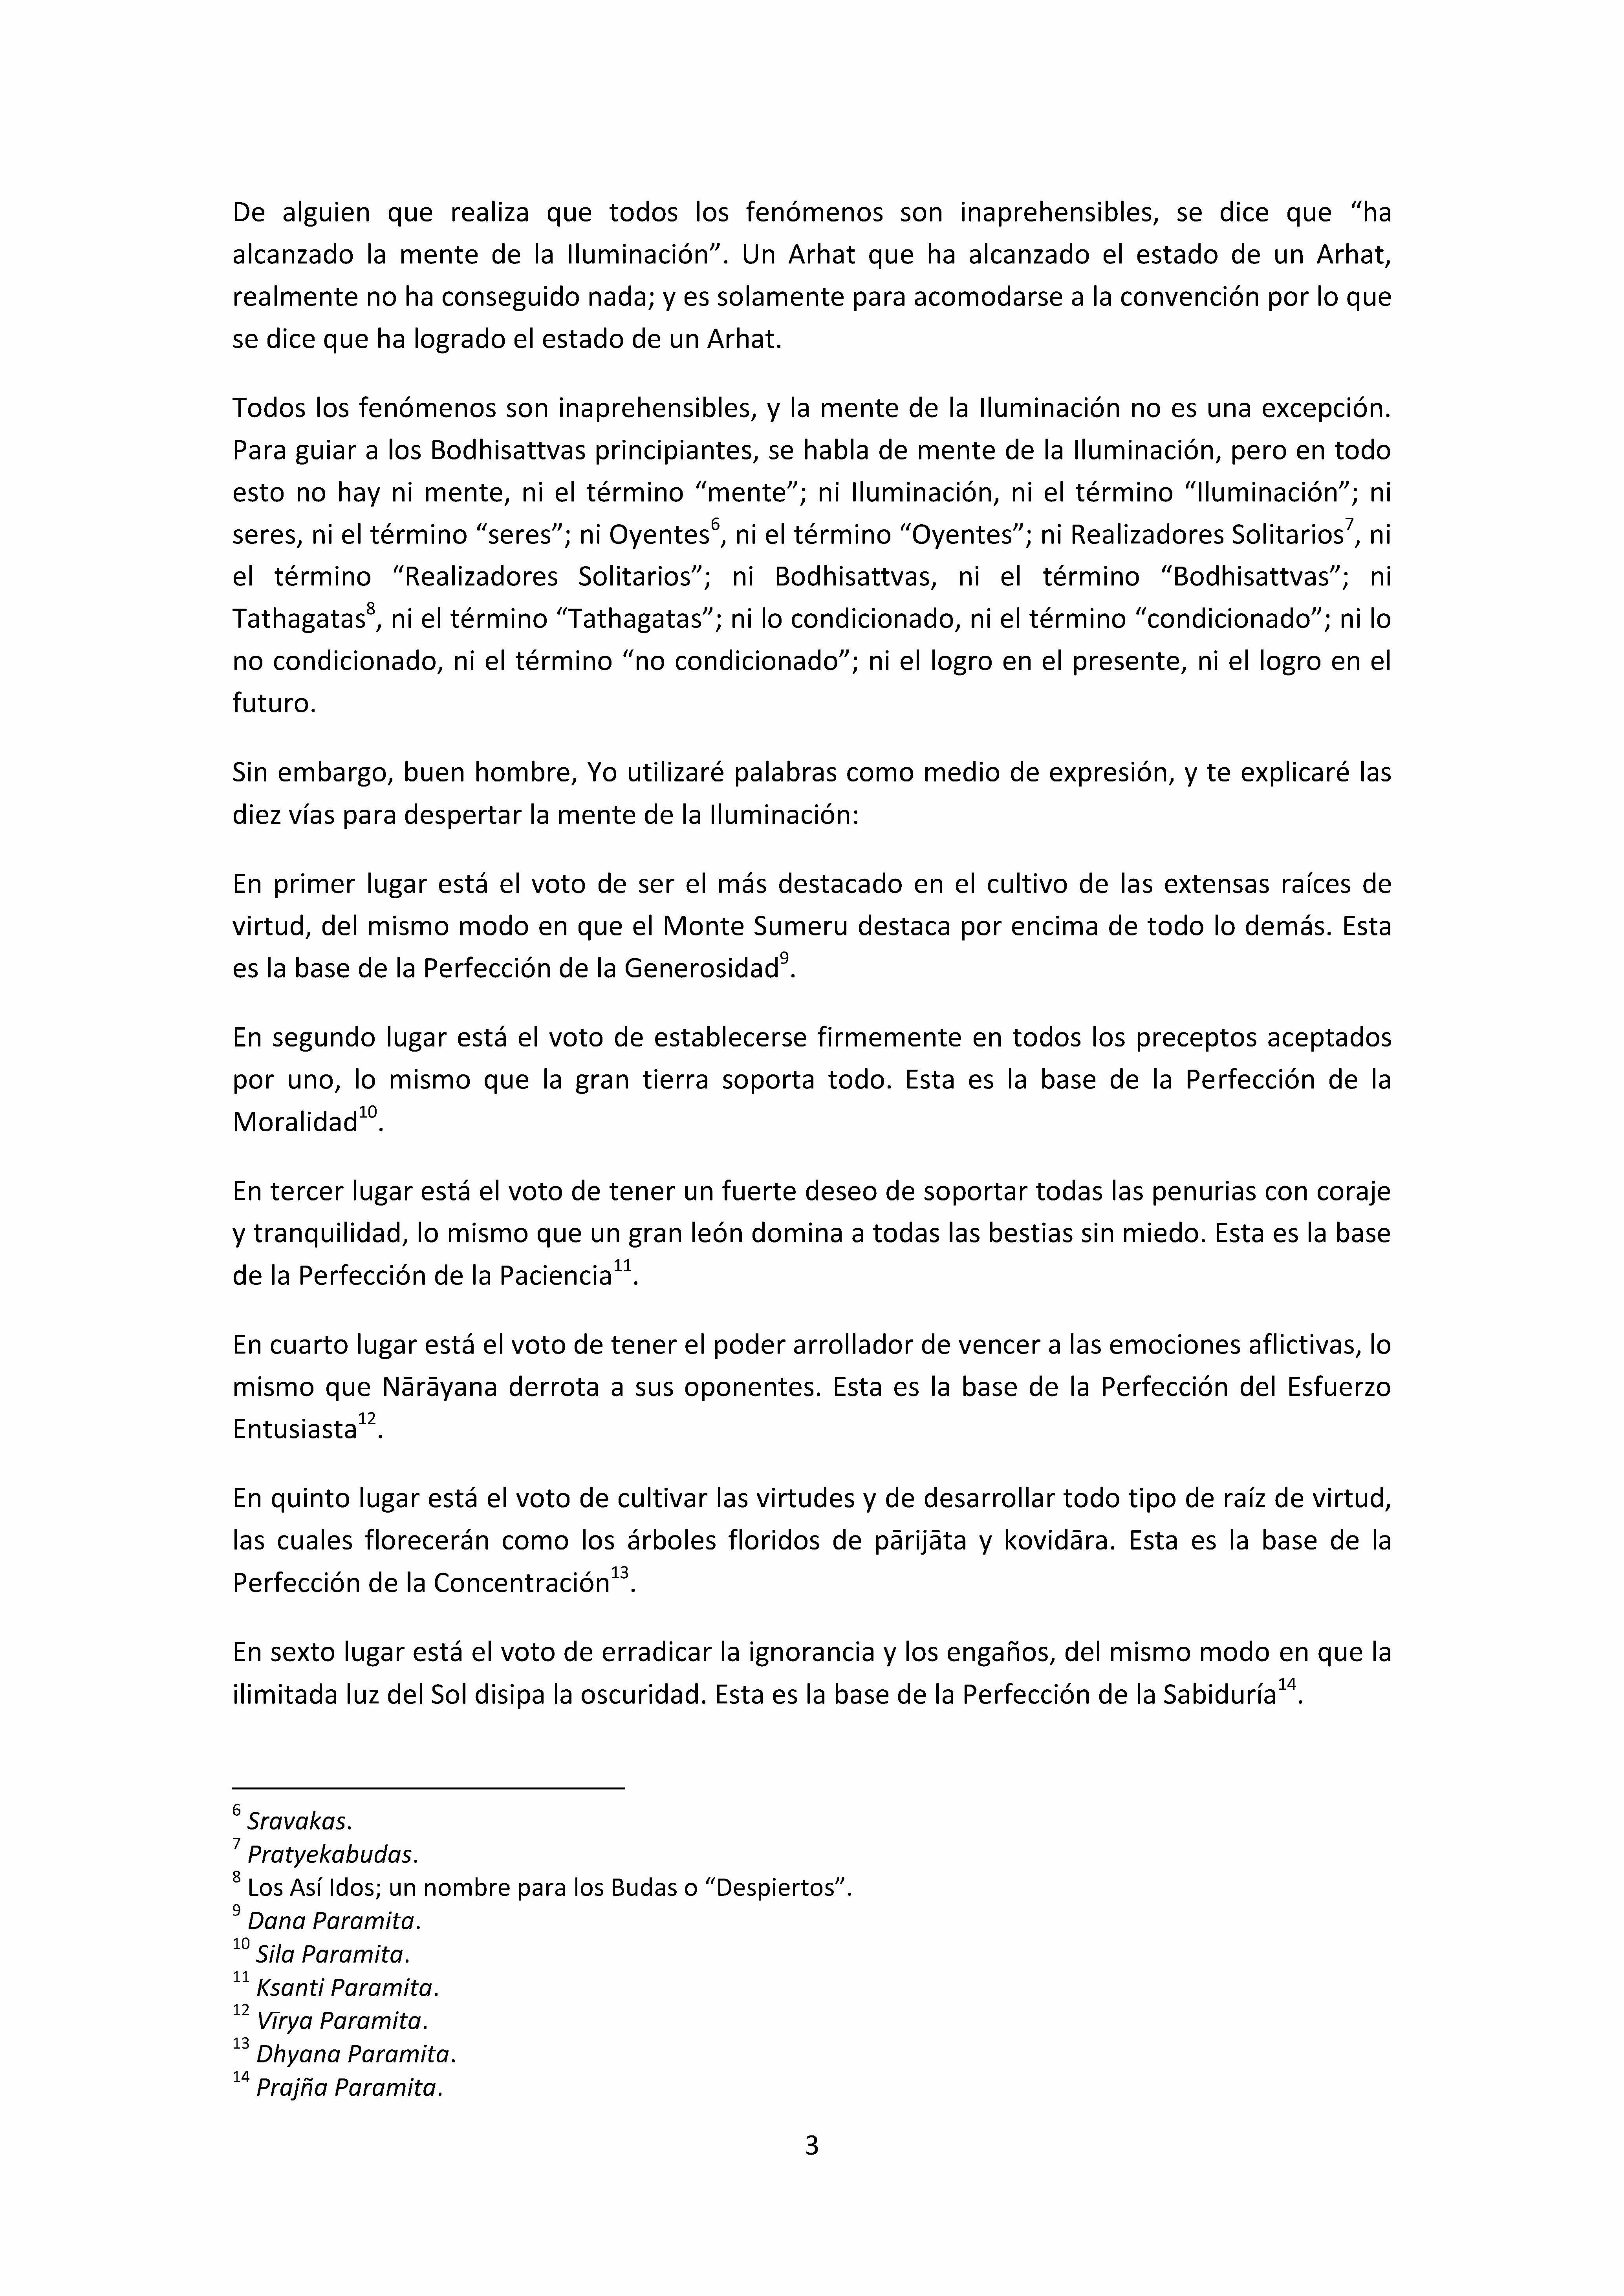 De alguien que realiza que todos los fenómenos son inaprehensibles, se dice que “ha
alcanzado la mente de la Iluminación”. Un Arhat que ha alcanzado el estado de un Arhat,
realmente no ha conseguido nada; y es solamente para acomodarse a la convención por lo que
se dice que ha logrado el estado de un Arhat.
Todos los fenómenos son inaprehensibles, y la mente de la Iluminación no es una excepción.
Para guiar a los Bodhisattvas principiantes, se habla de mente de la Iluminación, pero en todo
esto no hay ni mente, ni el término “mente”; ni Iluminación, ni el término “Iluminación”; ni
seres, ni el término “seres”; ni Oyentes⁶, ni el término “Oyentes”; ni Realizadores Solitarios⁷, ni
el término “Realizadores Solitarios”; ni Bodhisattvas, ni el término “Bodhisattvas”; ni
Tathagatas⁸, ni el término “Tathagatas”; ni lo condicionado, ni el término “condicionado”; ni lo
no condicionado, ni el término “no condicionado”; ni el logro en el presente, ni el logro en el
futuro.
Sin embargo, buen hombre, Yo utilizaré palabras como medio de expresión, y te explicaré las
diez vías para despertar la mente de la Iluminación:
En primer lugar está el voto de ser el más destacado en el cultivo de las extensas raíces de
virtud, del mismo modo en que el Monte Sumeru destaca por encima de todo lo demás. Esta
es la base de la Perfección de la Generosidad⁹.
En segundo lugar está el voto de establecerse firmemente en todos los preceptos aceptados
por uno, lo mismo que la gran tierra soporta todo. Esta es la base de la Perfección de la
Moralidad¹⁰.
En tercer lugar está el voto de tener un fuerte deseo de soportar todas las penurias con coraje
y tranquilidad, lo mismo que un gran león domina a todas las bestias sin miedo. Esta es la base
de la Perfección de la Paciencia¹¹.
En cuarto lugar está el voto de tener el poder arrollador de vencer a las emociones aflictivas, lo
mismo que Nārāyana derrota a sus oponentes. Esta es la base de la Perfección del Esfuerzo
Entusiasta¹².
En quinto lugar está el voto de cultivar las virtudes y de desarrollar todo tipo de raíz de virtud,
las cuales florecerán como los árboles floridos de pārijāta y kovidāra. Esta es la base de la
Perfección de la Concentración¹³.
En sexto lugar está el voto de erradicar la ignorancia y los engaños, del mismo modo en que la
ilimitada luz del Sol disipa la oscuridad. Esta es la base de la Perfección de la Sabiduría¹⁴.
⁶ Sravakas.
⁷ Pratyekabudas.
⁸ Los Así Idos; un nombre para los Budas o “Despiertos”.
⁹ Dana Paramita.
¹⁰ Sila Paramita.
¹¹ Ksanti Paramita.
¹² Vīrya Paramita.
¹³ Dhyana Paramita.
¹⁴ Prajña Paramita.
3